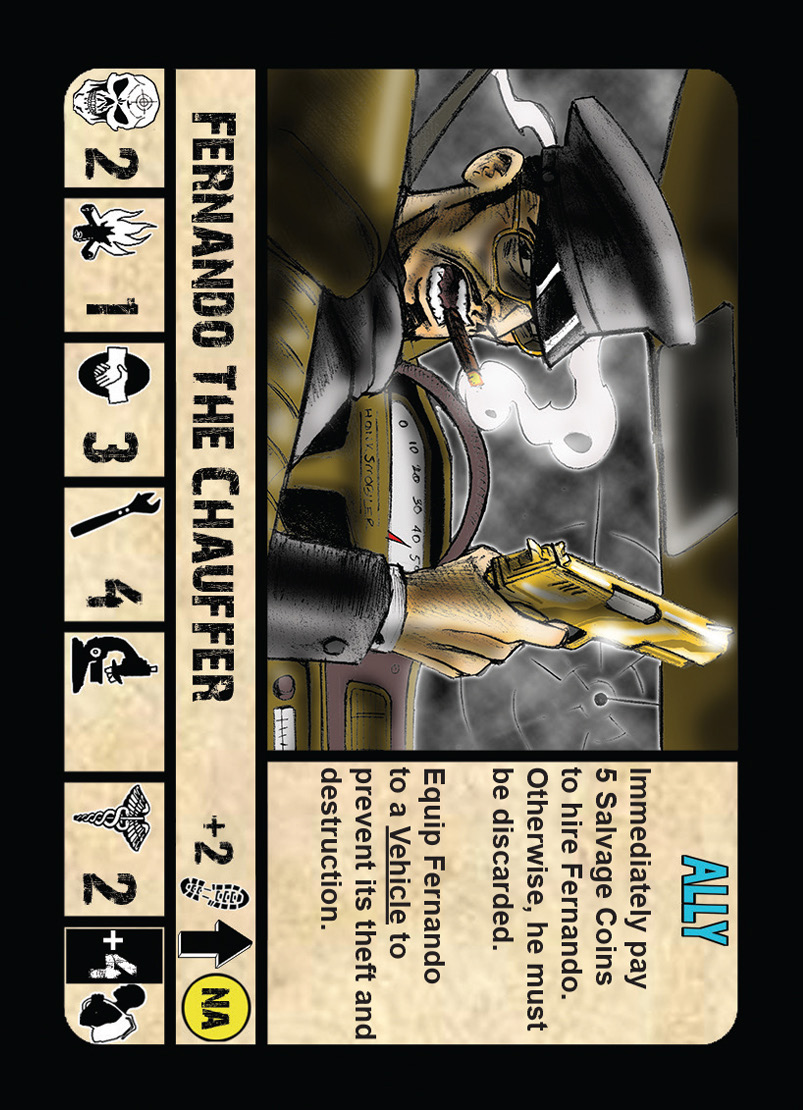 ALLY
Immediately pay
5 Salvage Coins
to hire Fernando.
Otherwise, he must
be discarded.
Equip Fernando
to a Vehicle to
prevent its theft and
destruction.
0 10 20 30 40 5
FERNANDO THE CHAUFFER
+2
NA
2
1
3
4
2
+4